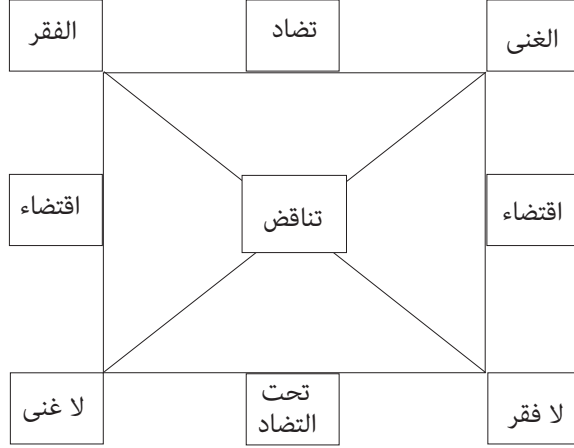 الغنى
تضاد
الفقر
اقتضاء
تناقض
اقتضاء
لا فقر
تحت
التضاد
لا غنى